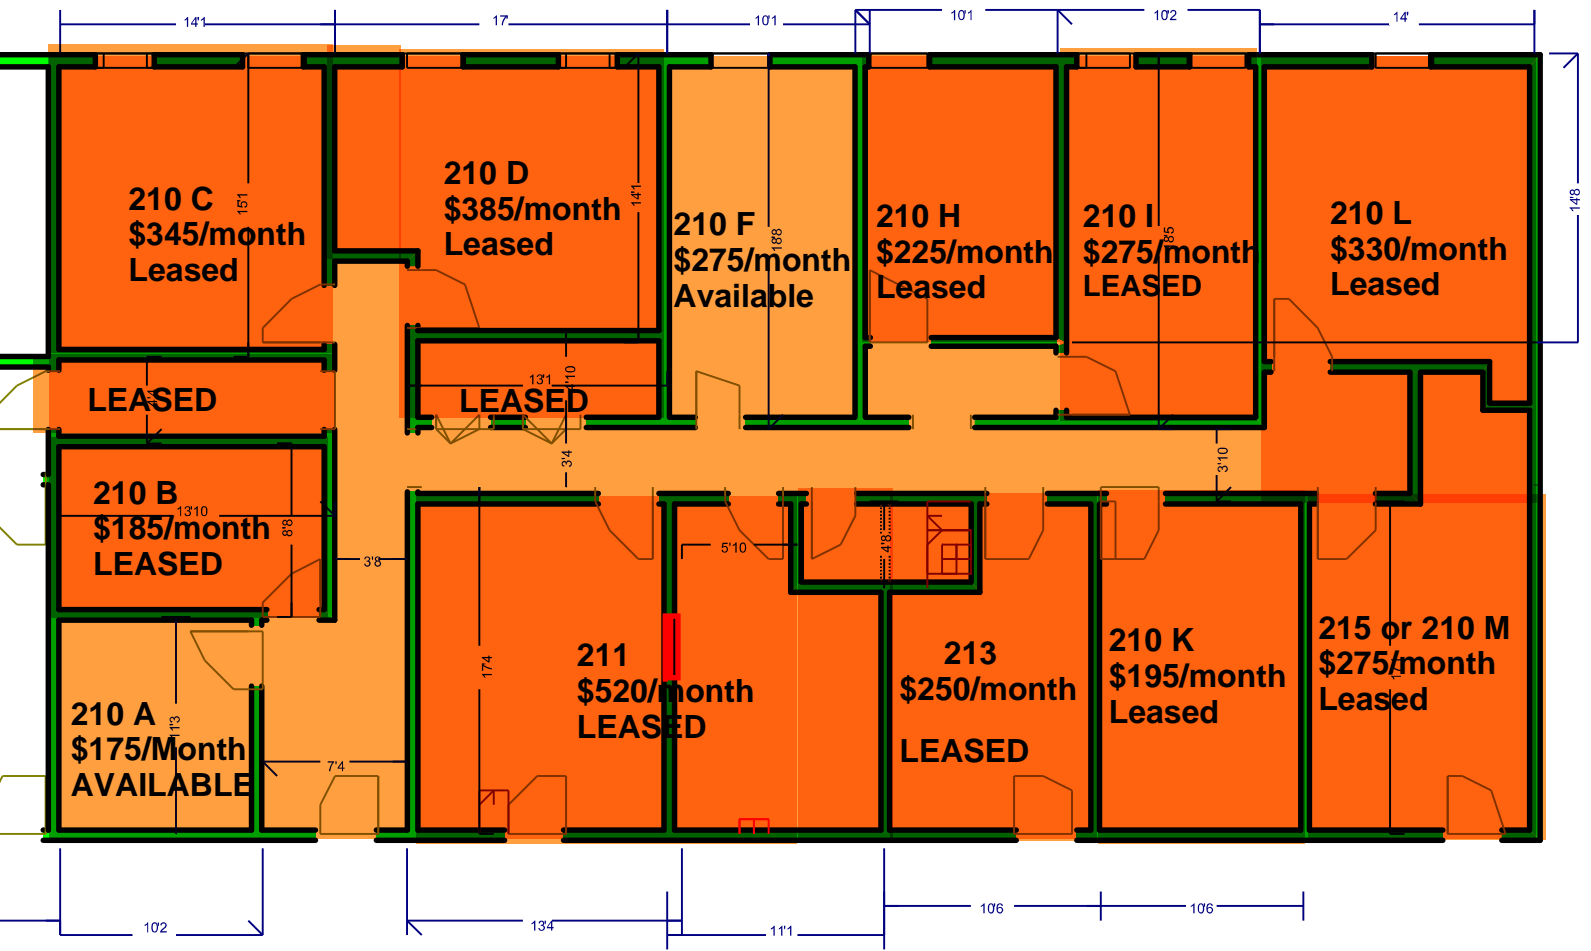 14'1
17'
10'1
10'1
10'2
14'
14'8
210 C
$345/month
Leased
15'1
210 D
$385/month
Leased
14'1
210 F
$275/month
Available
18'8
210 H
$225/month
Leased
210 I
$275/month
LEASED
210 L
$330/month
Leased
LEASED
4'4
13'1
4'10
LEASED
3'4
3'10
210 B
$185/month
LEASED
13'10
8'8
3'8
5'10
4'8
210 A
$175/Month
AVAILABLE
11'3
7'4
17'4
211
$520/month
LEASED
213
$250/month
LEASED
210 K
$195/month
Leased
215 or 210 M
$275/month
Leased
10'2
13'4
11'1
10'6
10'6